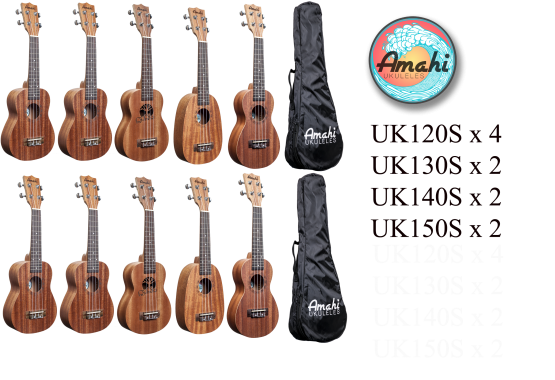 Amahi
UKULELES
Amahi
UKULELES
UK120S x 4
UK130S x 2
UK140S x 2
UK150S x 2
UK120S x 4
UK130S x 2
UK140S x 2
UK150S x 2
Amahi
UKULELES